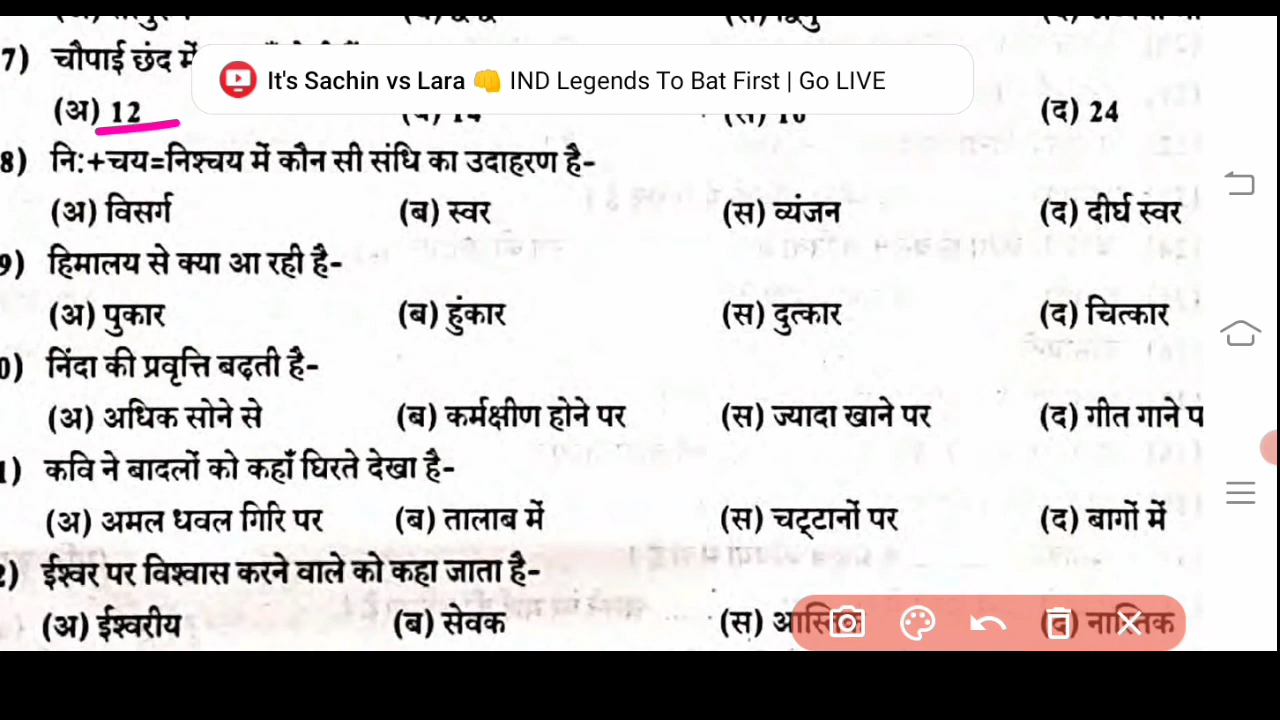 7) चौपाई छंद में
It's Sachin vs Lara 👊 IND Legends To Bat First | Go LIVE
(अ) 12 (द) 24
8) नि:+चय=निश्चय में कौन सी संधि का उदाहरण है-
(अ) विसर्ग (ब) स्वर (स) व्यंजन (द) दीर्घ स्वर
9) हिमालय से क्या आ रही है-
(अ) पुकार (ब) हुंकार (स) दुत्कार (द) चित्कार
0) निंदा की प्रवृत्ति बढ़ती है-
(अ) अधिक सोने से (ब) कर्मक्षीण होने पर (स) ज्यादा खाने पर (द) गीत गाने प
1) कवि ने बादलों को कहाँ घिरते देखा है-
(अ) अमल धवल गिरि पर (ब) तालाब में (स) चट्टानों पर (द) बागों में
2) ईश्वर पर विश्वास करने वाले को कहा जाता है-
(अ) ईश्वरीय (ब) सेवक (स) आस्तिक (द) नास्तिक